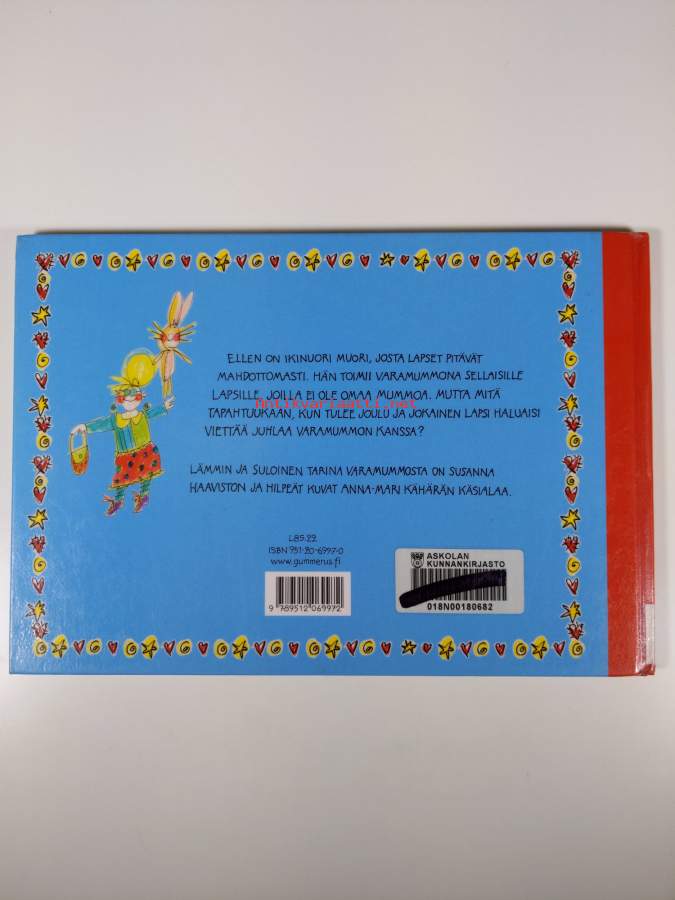 ELLEN ON IKINUORI MUORI, JOSTA LAPSET PITÄVÄT
MAHDOTTOMASTI. HÄN TOIMII VARAMUMMONA SELLAISILLE
LAPSILLE, JOILLA EI OLE OMAA MUMMOA. MUTTA MITÄ
antikvariaatti.net
TAPAHTUUKAAN, KUN TULEE JOULU JA JOKAINEN LAPSI HALUAISI
VIETTÄÄ JUHLAA VARAMUMMON KANSSA?
LÄMMIN JA SULOINEN TARINA VARAMUMMOSTA ON SUSANNA
HAAVISTON JA HILPEÄT KUVAT ANNA-MARI KÄHÄRÄN KÄSIALAA.
L85.22
ISBN 951-20-6997-0
www.gummerus.fi
9 789512 069972
ASKOLAN
KUNNANKIRJASTO
018N00180682